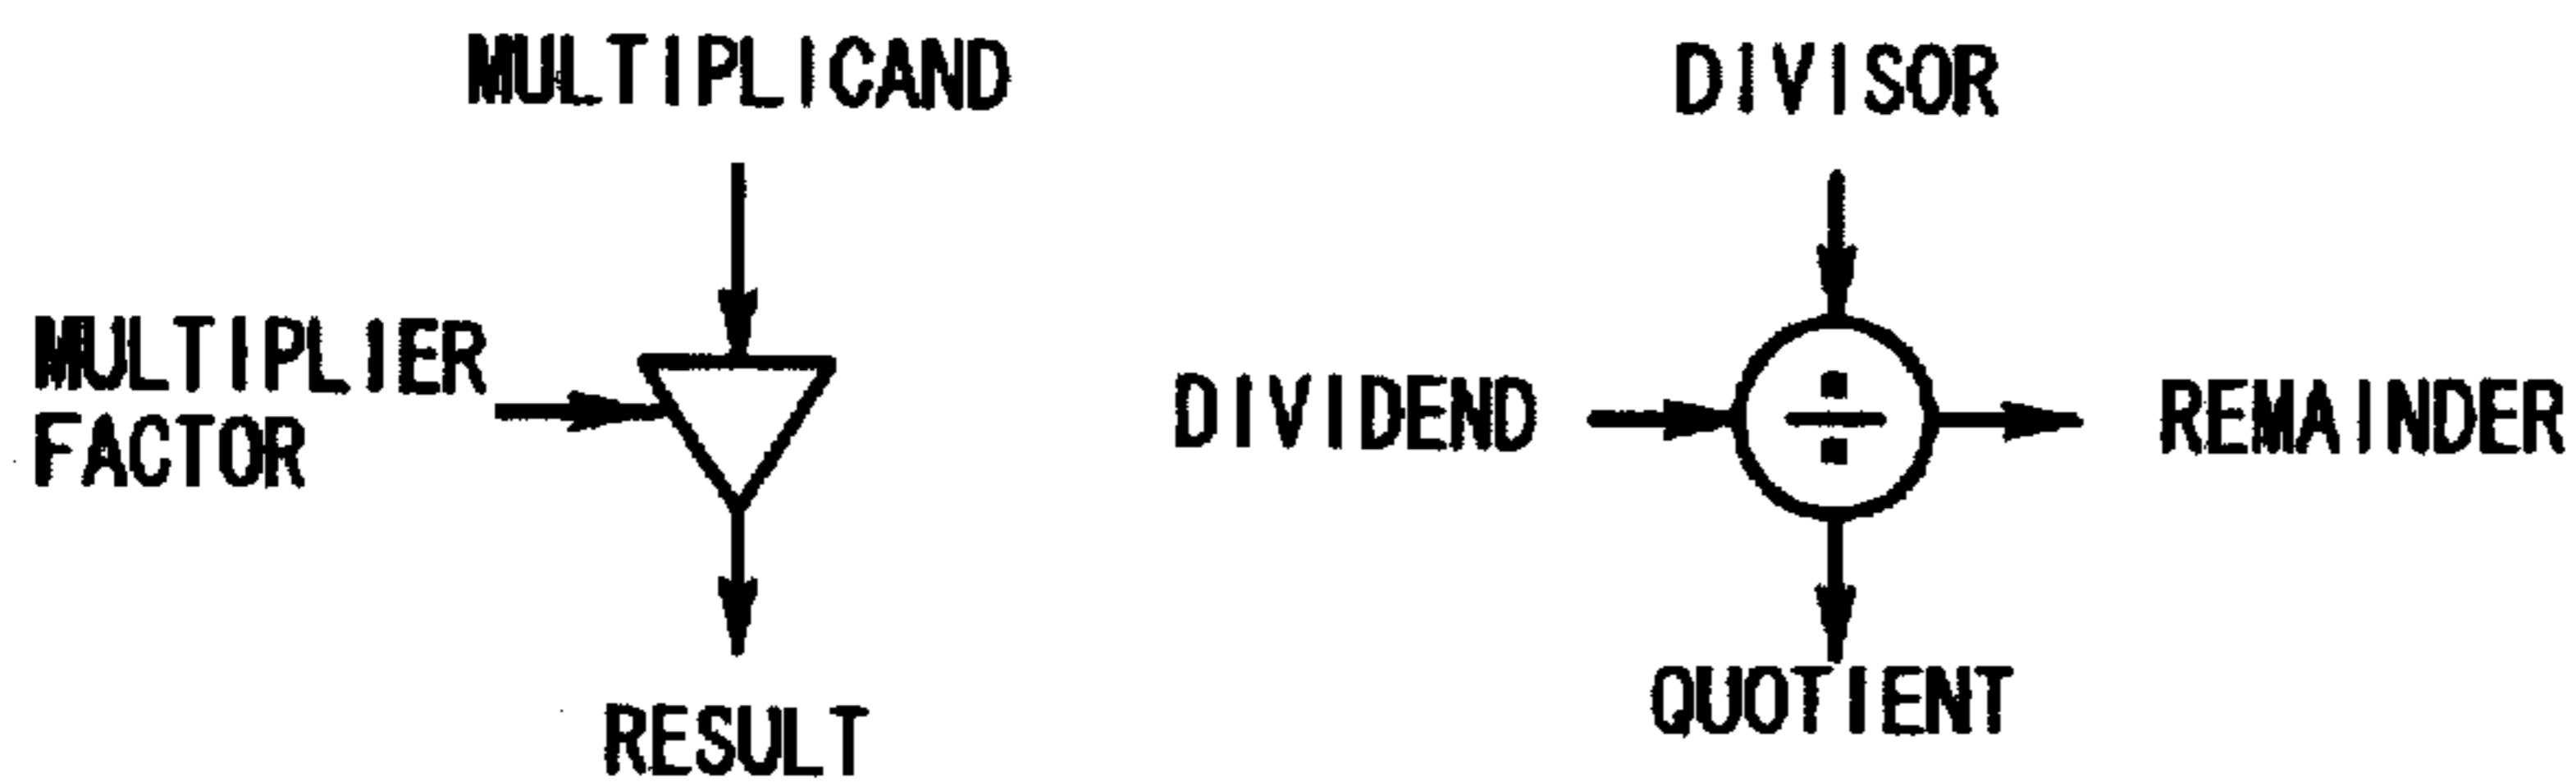 MULTIPLICAND
MULTIPLIER
FACTOR
RESULT
DIVISOR
DIVIDEND
÷
REMAINDER
QUOTIENT